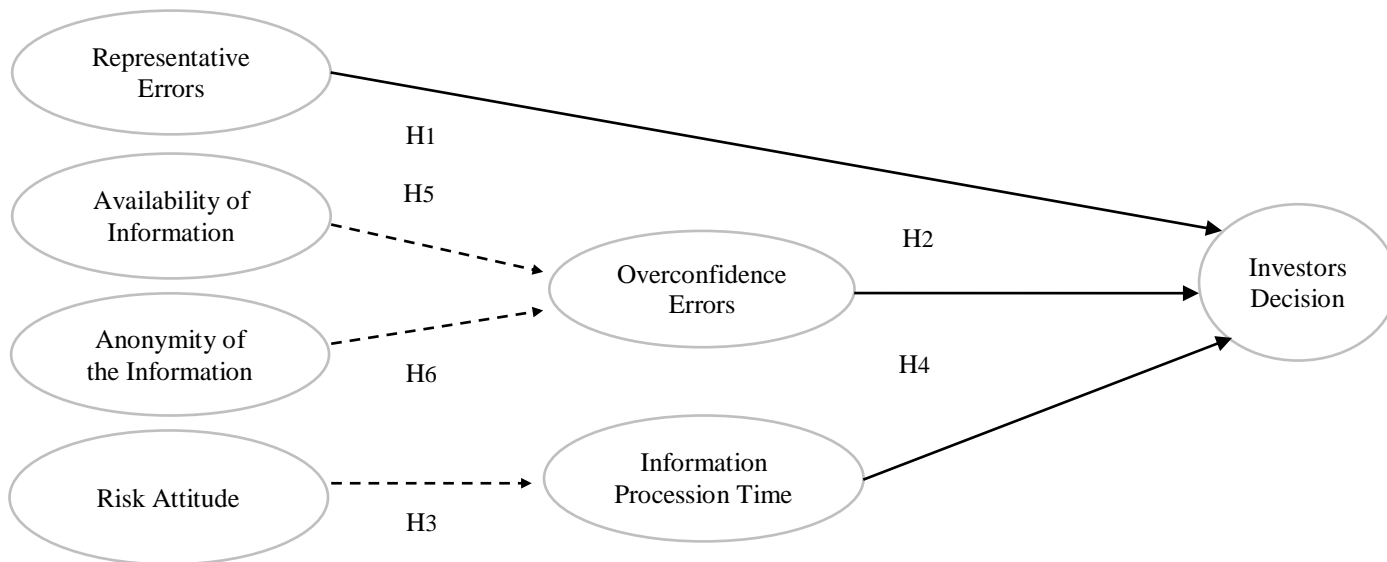 Representative
Errors
H1
Availability of
Information
H5
Overconfidence
Errors
H2
Investors
Decision
Anonymity of
the Information
H6
H4
Risk Attitude
H3
Information
Procession Time